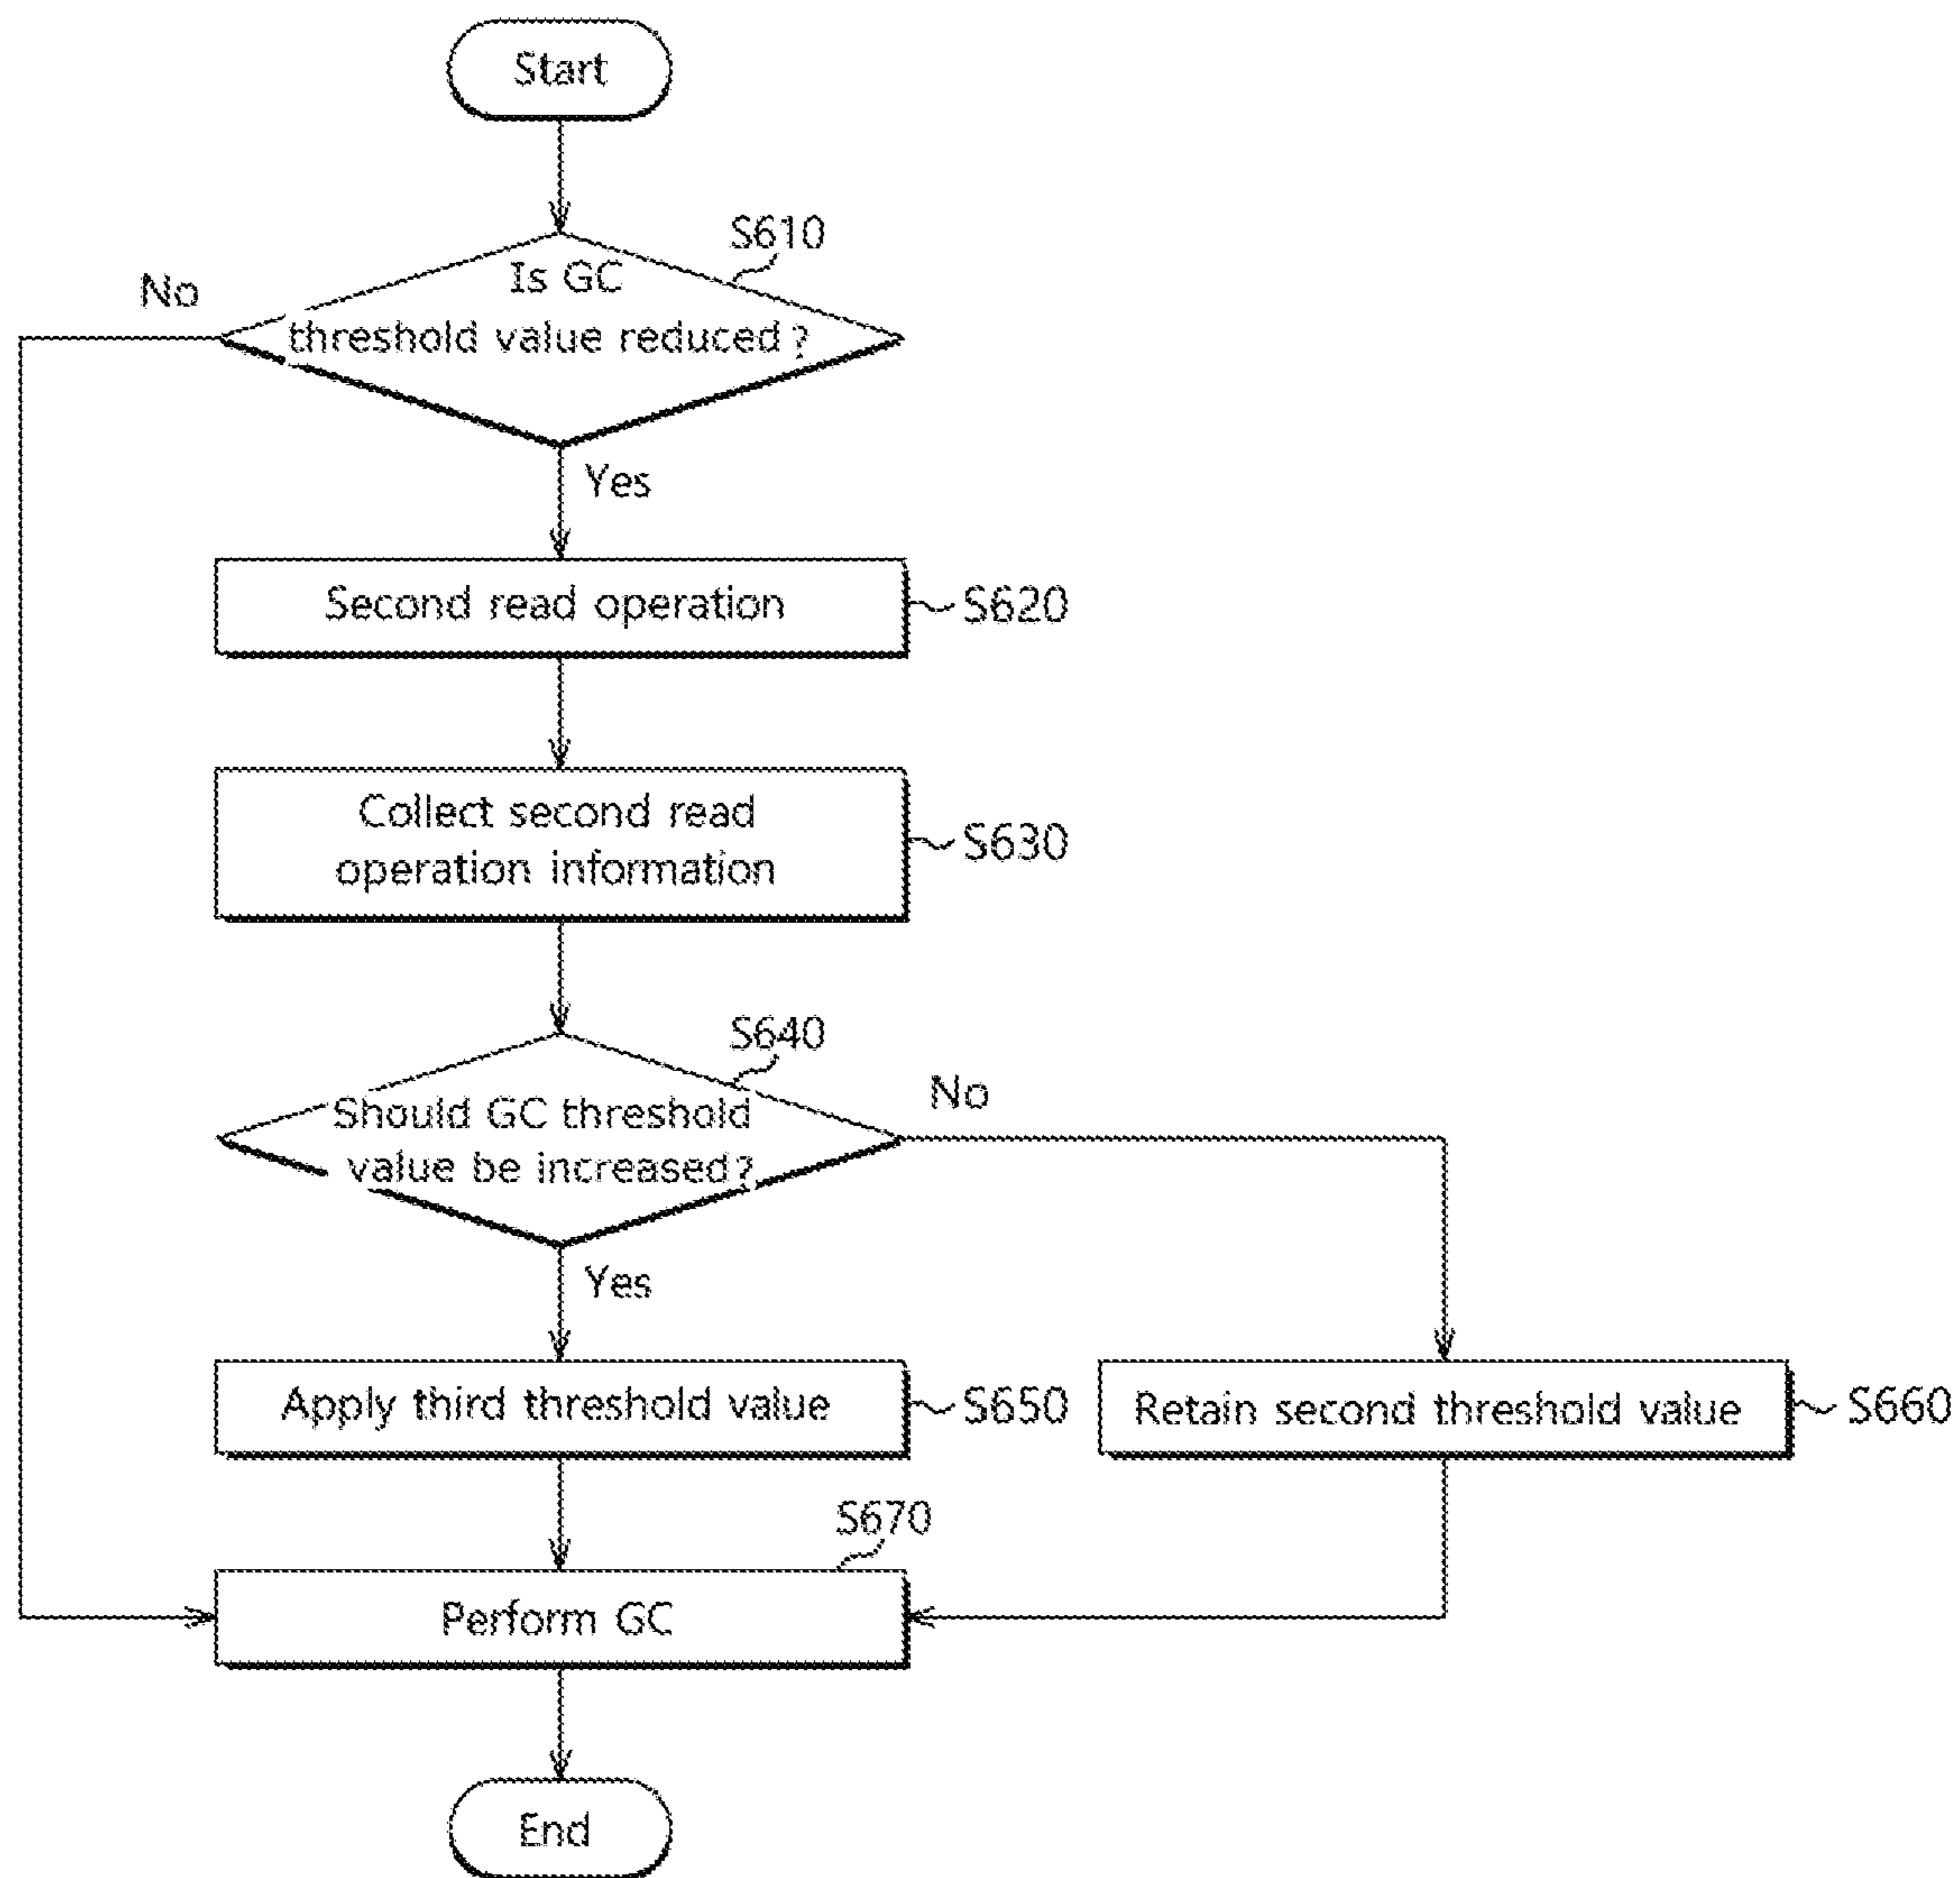 Start
S610
No
Is GC
threshold value reduced?
Yes
Second read operation
S620
Collect second read
operation information
S630
S640
Should GC threshold
value be increased?
No
Yes
Apply third threshold value
S650
Retain second threshold value
S660
S670
Perform GC
End